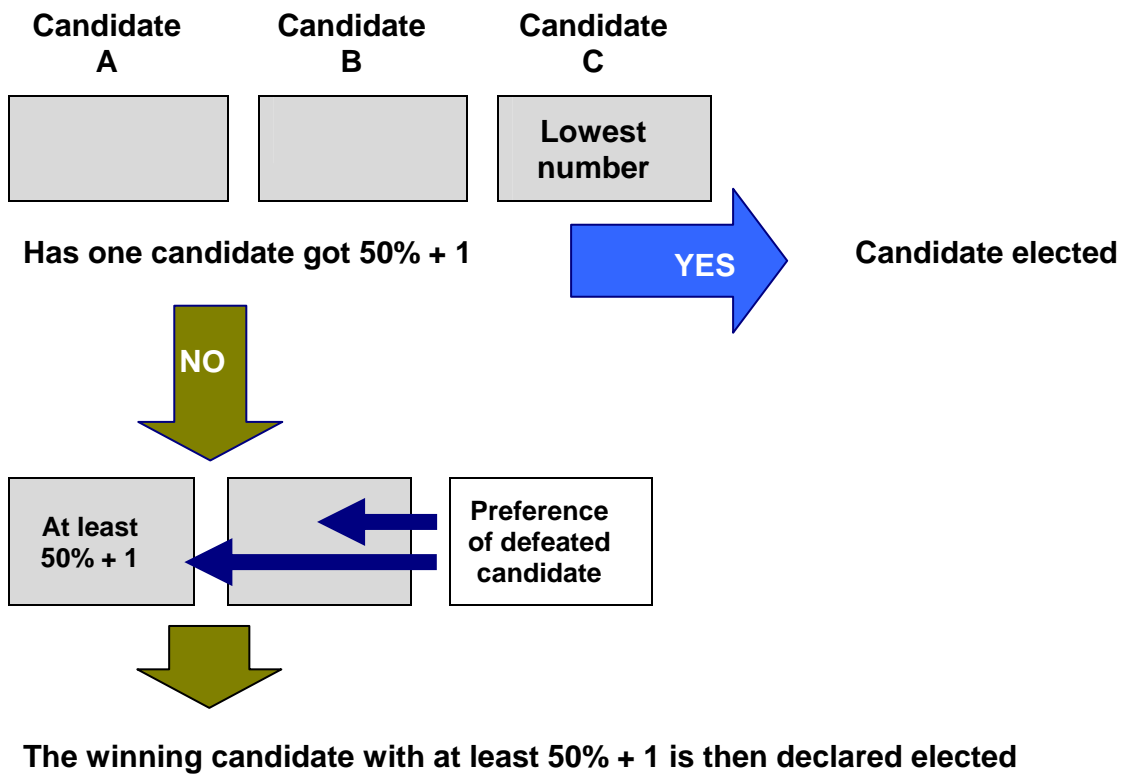 Candidate A
Candidate B
Candidate C
Lowest
number
Has one candidate got 50% + 1
YES
Candidate elected
NO
At least
50% + 1
Preference
of defeated
candidate
The winning candidate with at least 50% + 1 is then declared elected